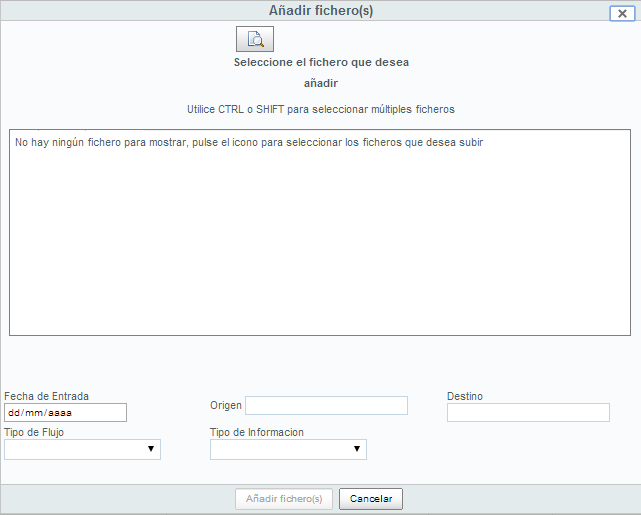 Añadir fichero(s)
Seleccione el fichero que desea
añadir
Utilice CTRL o SHIFT para seleccionar múltiples ficheros
No hay ningún fichero para mostrar, pulse el icono para seleccionar los ficheros que desea subir
Fecha de Entrada
dd/mm/aaaa
Origen
Destino
Tipo de Flujo
Tipo de Informacion
Añadir fichero(s)
Cancelar